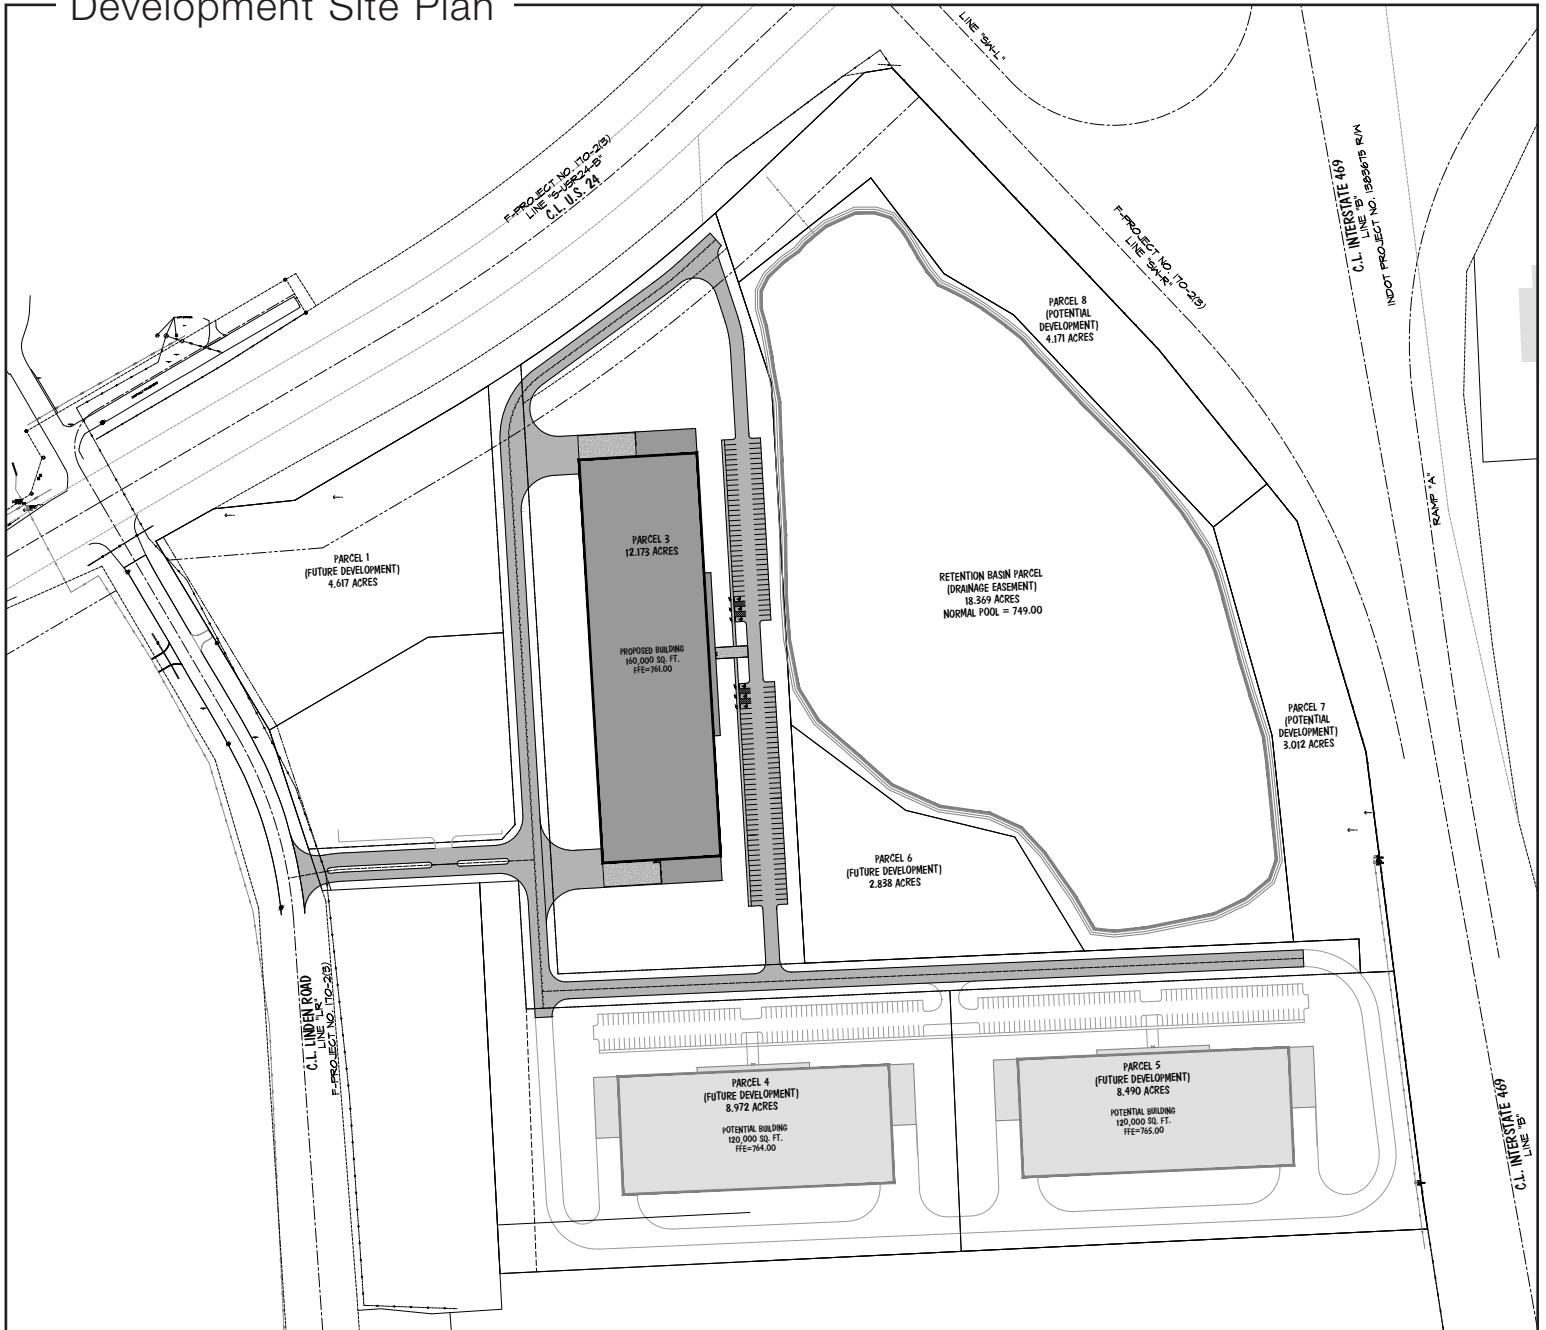 Development Site Plan
LINE "SW-L"
F-PROJECT NO. I70-2(3)
LINE "S-USR24-B"
C.L. U.S. 24
C.L. INTERSTATE 469
LINE "B"
INDOT PROJECT NO. 1383675 R/W
F-PROJECT NO. I70-2(3)
LINE "SW-R"
PARCEL 8
(POTENTIAL
DEVELOPMENT)
4.171 ACRES
RAMP "A"
PARCEL 1
(FUTURE DEVELOPMENT)
4.617 ACRES
PARCEL 3
12.173 ACRES
PROPOSED BUILDING
160,000 SQ. FT.
FFE=761.00
RETENTION BASIN PARCEL
(DRAINAGE EASEMENT)
18.369 ACRES
NORMAL POOL = 749.00
PARCEL 7
(POTENTIAL
DEVELOPMENT)
3.012 ACRES
PARCEL 6
(FUTURE DEVELOPMENT)
2.838 ACRES
C.L. LINDEN ROAD
LINE "LR"
F-PROJECT NO. I70-2(3)
PARCEL 4
(FUTURE DEVELOPMENT)
8.972 ACRES
POTENTIAL BUILDING
120,000 SQ. FT.
FFE=764.00
PARCEL 5
(FUTURE DEVELOPMENT)
8.490 ACRES
POTENTIAL BUILDING
120,000 SQ. FT.
FFE=765.00
C.L. INTERSTATE 469
LINE "B"